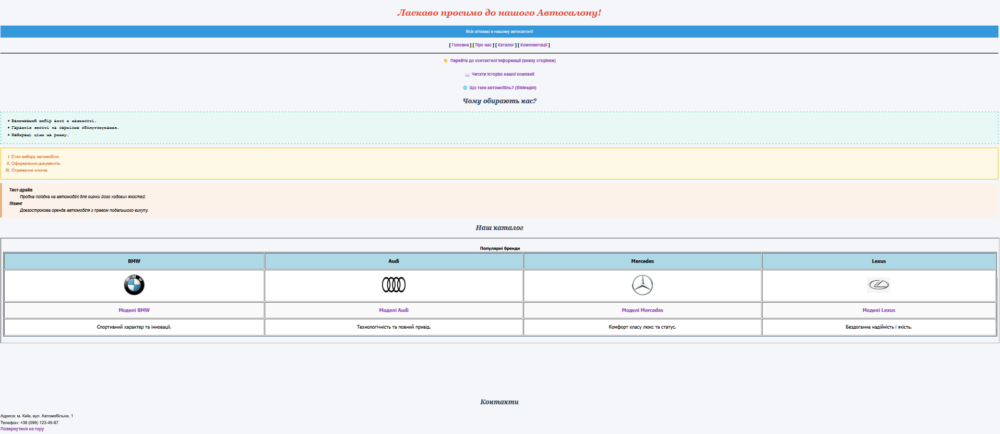 Ласкаво просимо до нашого Автосалону!
Всіх вітаємо в нашому автосалоні!
[ Головна ] [ Про нас ] [ Каталог ] [ Комплектації ]
👇 Перейти до контактної інформації (внизу сторінки)
📖 Читати історію нашої компанії
🌐 Що таке автомобіль? (Вікіпедія)
Чому обирають нас?
▪ Величезний вибір авто в наявності.
▪ Гарантія якості та сервісне обслуговування.
▪ Найкращі ціни на ринку.
I. Етап вибору автомобіля.
II. Оформлення документів.
III. Отримання ключів.
Тест-драйв
Пробна поїздка на автомобілі для оцінки його ходових якостей.
Лізинг
Довгострокова оренда автомобіля з правом подальшого викупу.
Наш каталог
Популярні бренди
BMW Audi Mercedes Lexus
BMW
Моделі BMW Моделі Audi Моделі Mercedes Моделі Lexus
Спортивний характер та інновації. Технологічність та повний привід. Комфорт класу люкс та статус. Бездоганна надійність і якість.
Контакти
Адреса: м. Київ, вул. Автомобільна, 1
Телефон: +38 (099) 123-45-67
Повернутися на гору